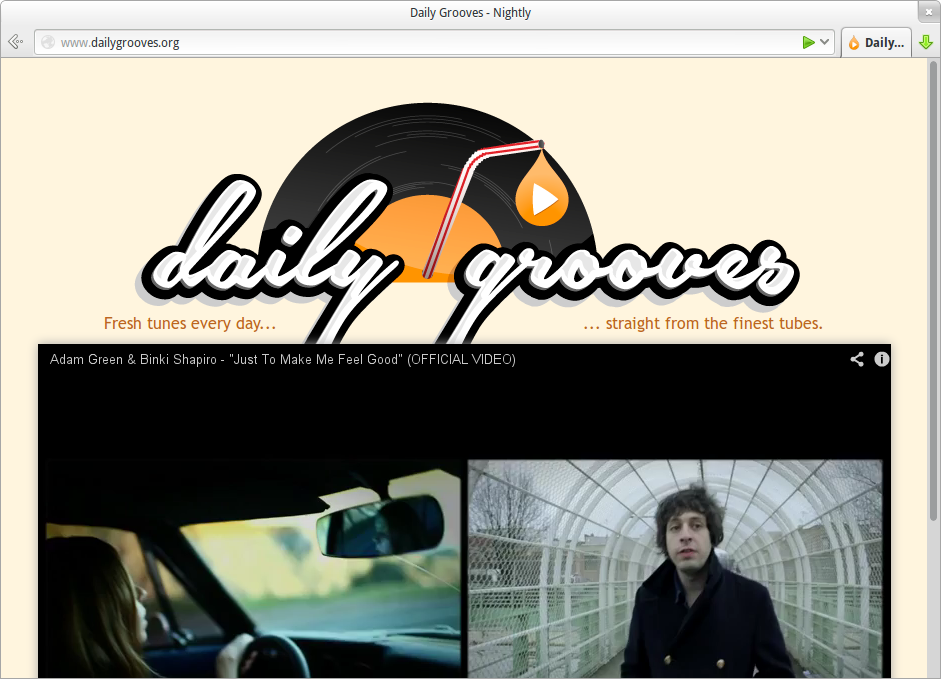 Daily Grooves - Nightly
www.dailygrooves.org
Daily...
daily grooves
Fresh tunes every day...
... straight from the finest tubes.
Adam Green & Binki Shapiro - "Just To Make Me Feel Good" (OFFICIAL VIDEO)